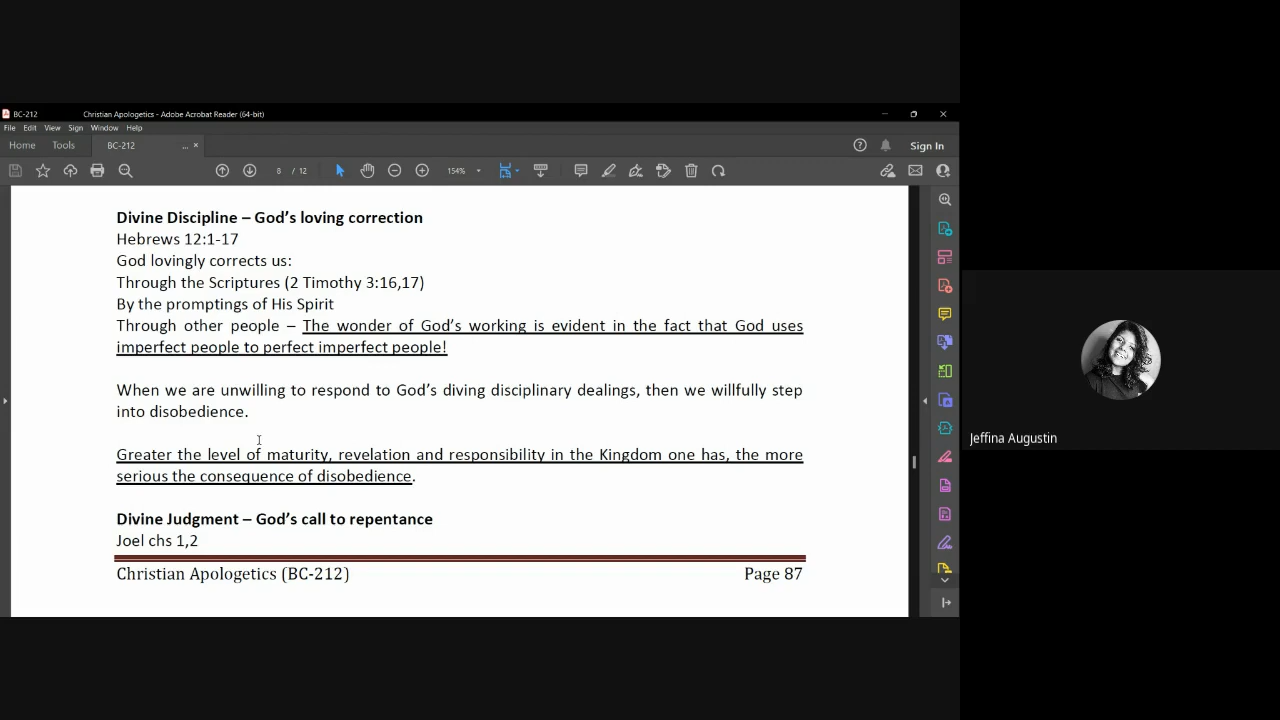 BC-212 Christian Apologetics - Adobe Acrobat Reader (64-bit)
File Edit View Sign Window Help
Home Tools BC-212 ... × Sign In
8 / 12 154%
Divine Discipline – God’s loving correction
Hebrews 12:1-17
God lovingly corrects us:
Through the Scriptures (2 Timothy 3:16,17)
By the promptings of His Spirit
Through other people – The wonder of God’s working is evident in the fact that God uses
imperfect people to perfect imperfect people!
When we are unwilling to respond to God’s diving disciplinary dealings, then we willfully step
into disobedience.
Greater the level of maturity, revelation and responsibility in the Kingdom one has, the more
serious the consequence of disobedience.
Divine Judgment – God’s call to repentance
Joel chs 1,2
Christian Apologetics (BC-212) Page 87
Jeffina Augustin